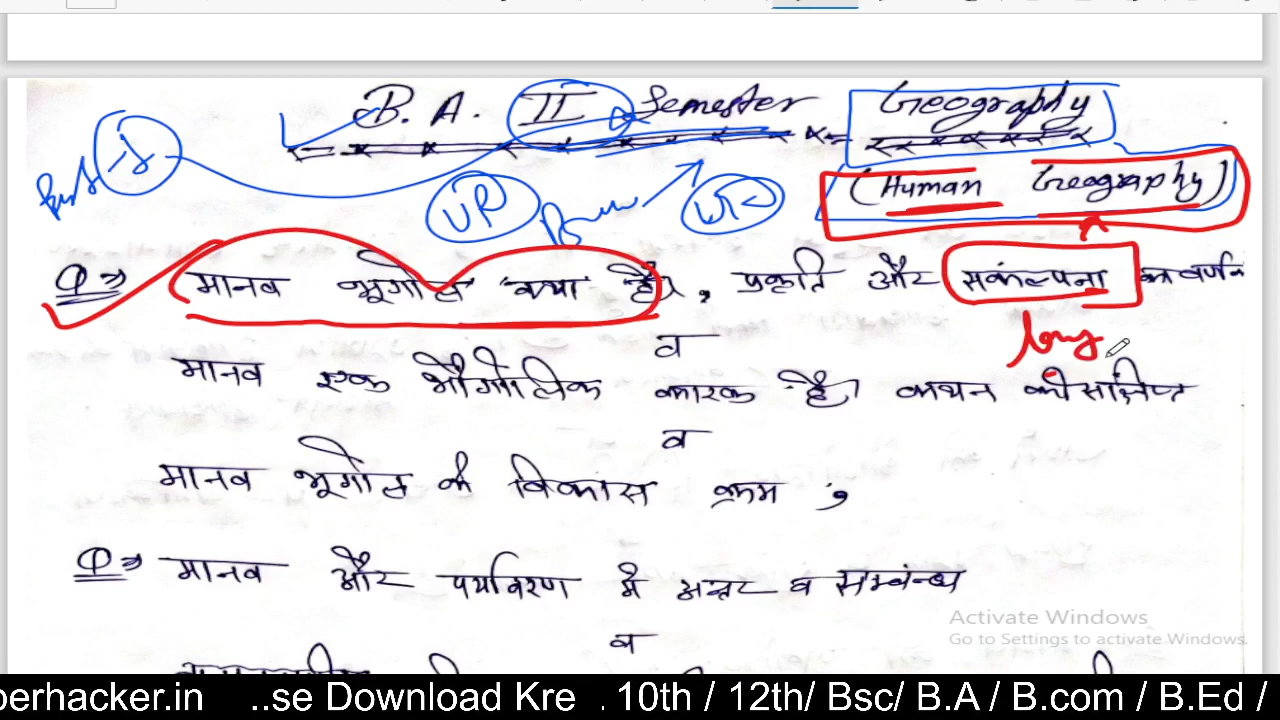 B. A. II Semester Geography
(Human Geography)
UP
Q⇒ मानव भूगोल क्या है, प्रकृति और संकल्पना का वर्णन
long
व
मानव एक भौगोलिक कारक है। कथन की संक्षिप्त
व
मानव भूगोल के विकास क्रम ,
Q⇒ मानव और पर्यावरण में अन्तर व सम्बंन्ध
व
Activate Windows
Go to Settings to activate Windows.
perhacker.in ..se Download Kre . 10th / 12th/ Bsc/ B.A / B.com / B.Ed /